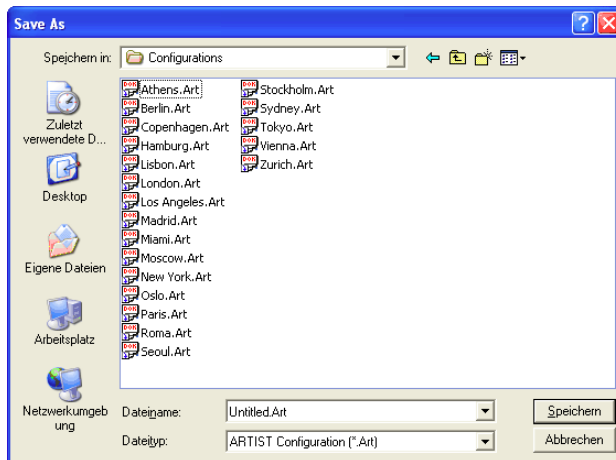 Save As
Speichern in:
Configurations
Zuletzt
verwendete D...
Desktop
Eigene Dateien
Arbeitsplatz
Netzwerkumgeb
ung
Athens.Art
Berlin.Art
Copenhagen.Art
Hamburg.Art
Lisbon.Art
London.Art
Los Angeles.Art
Madrid.Art
Miami.Art
Moscow.Art
New York.Art
Oslo.Art
Paris.Art
Roma.Art
Seoul.Art
Stockholm.Art
Sydney.Art
Tokyo.Art
Vienna.Art
Zurich.Art
Dateiname:
Untitled.Art
Speichern
Dateityp:
ARTIST Configuration (*.Art)
Abbrechen